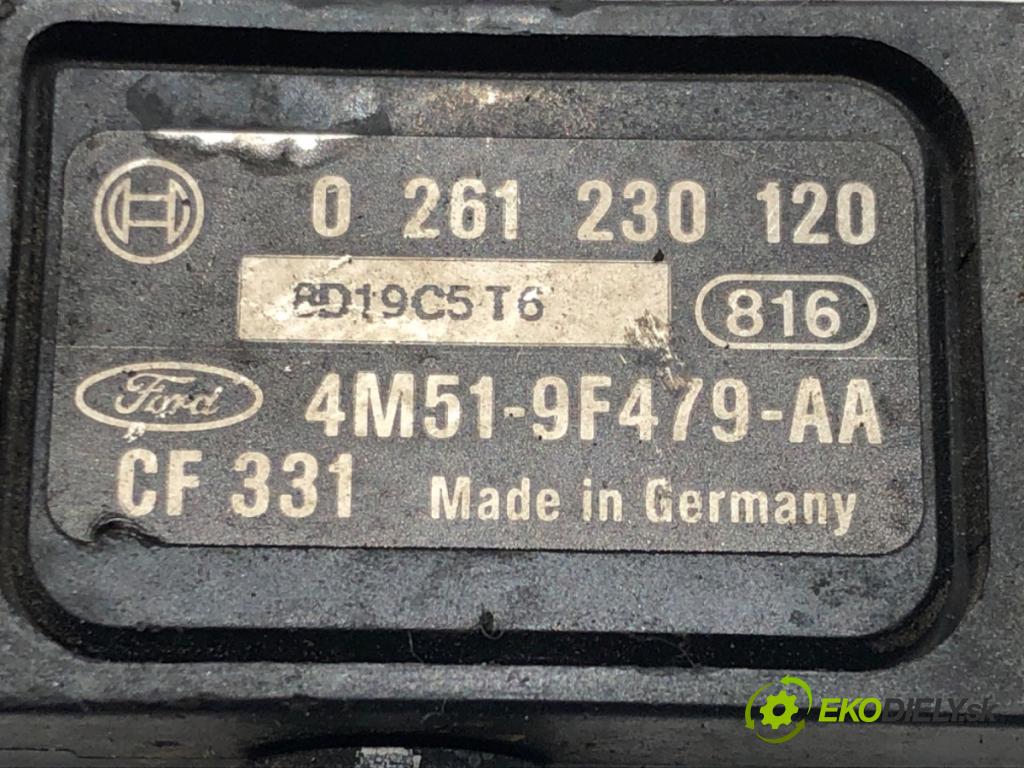 0 261 230 120
8D19C5T6
816
Ford
4M51-9F479-AA
CF 331 Made in Germany
EKODIELY.sk